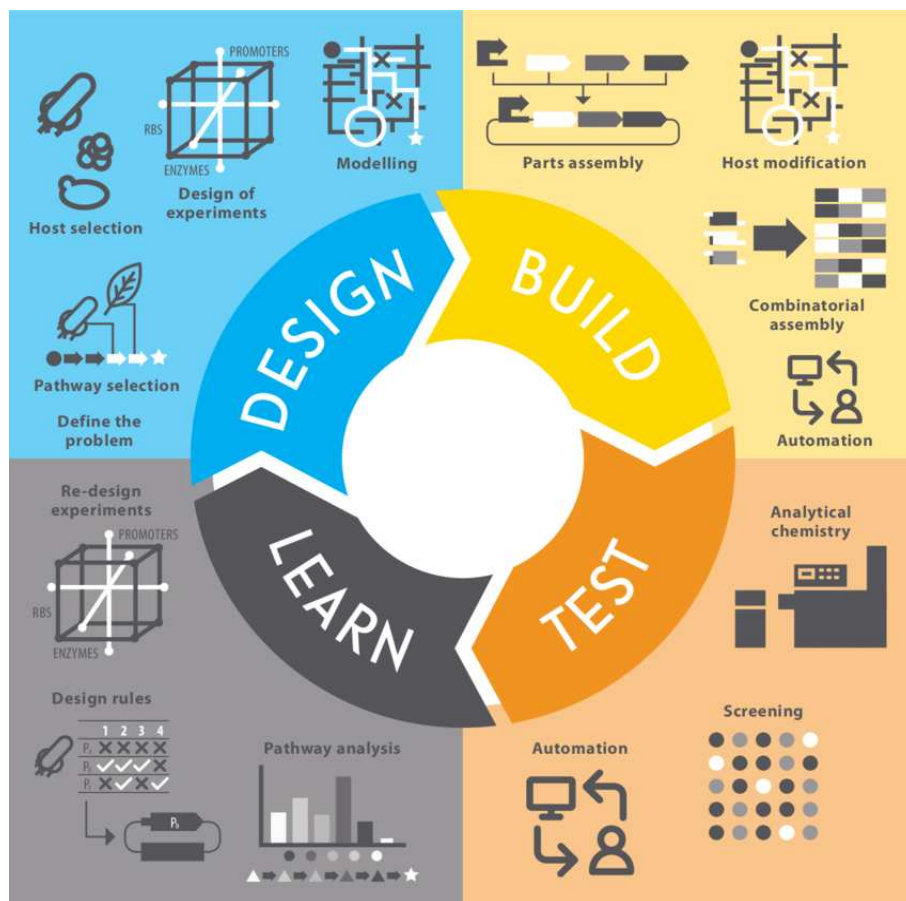 PROMOTERS
RBS
ENZYMES
Design of
experiments
Modelling
Host selection
Pathway selection
Define the
problem
Parts assembly
Host modification
Combinatorial
assembly
Automation
DESIGN
BUILD
TEST
LEARN
Re-design
experiments
PROMOTERS
RBS
ENZYMES
Design rules
1 2 3 4
Pathway analysis
Analytical
chemistry
Screening
Automation